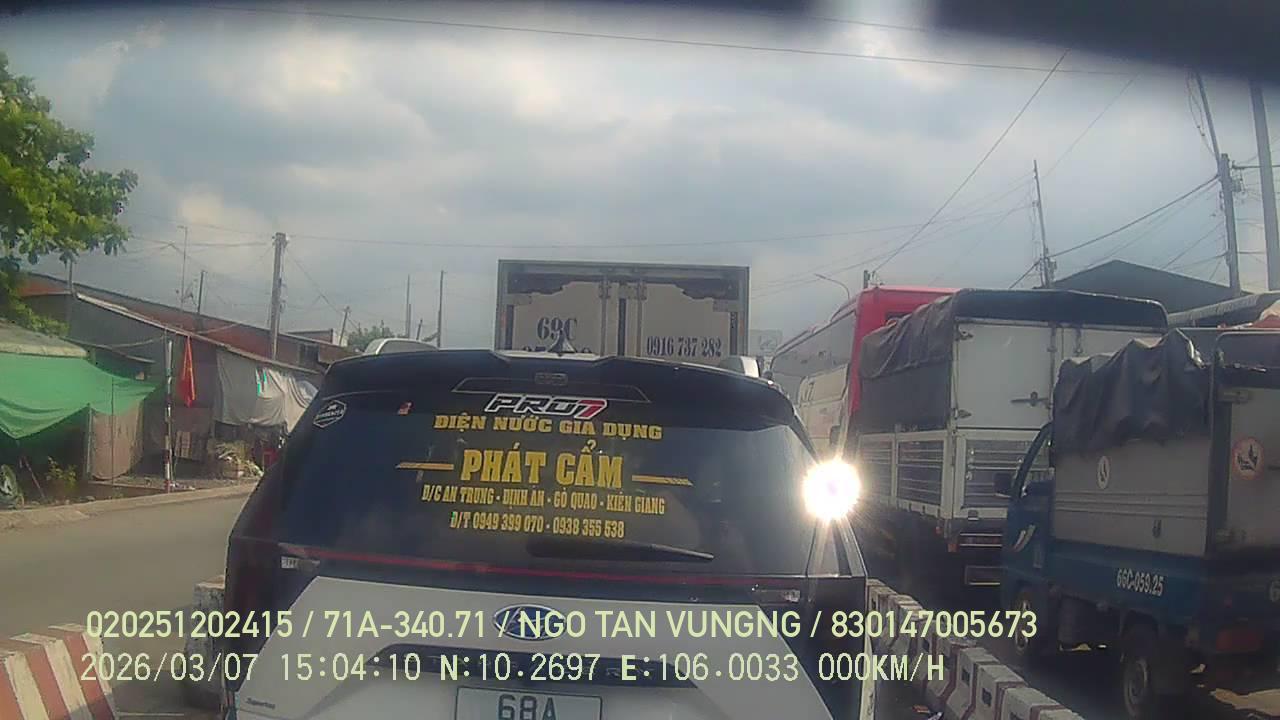 69C
0916 737 282
PRO7
ĐIỆN NƯỚC GIA DỤNG
PHÁT CẨM
Đ/C AN TRUNG - ĐỊNH AN - GÒ QUAO - KIÊN GIANG
Đ/T 0949 399 070 - 0938 355 538
66C-059.25
020251202415 / 71A-340.71 / NGO TAN VUNGNG / 830147005673
2026/03/07 15:04:10 N:10.2697 E:106.0033 000KM/H
68A